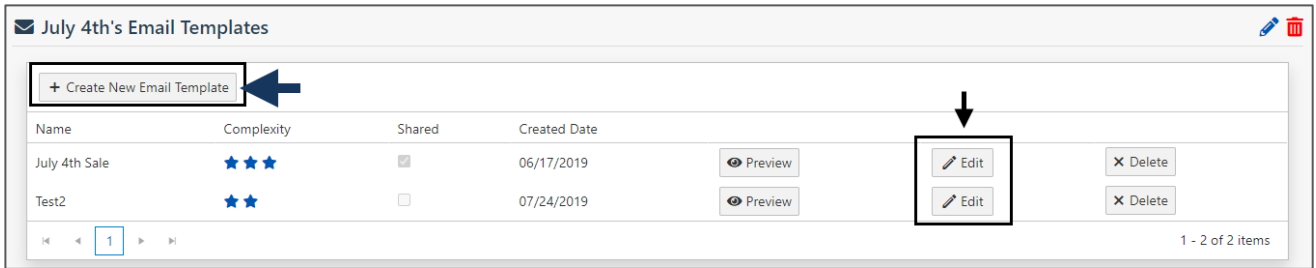 July 4th's Email Templates
+ Create New Email Template
Name Complexity Shared Created Date
July 4th Sale 06/17/2019 Preview Edit Delete
Test2 07/24/2019 Preview Edit Delete
1 1 - 2 of 2 items